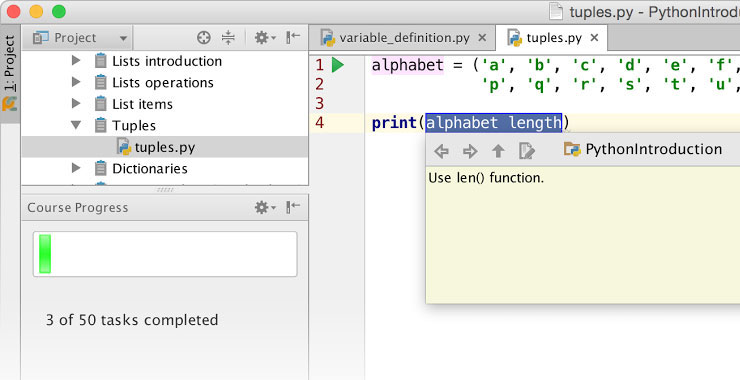 tuples.py - PythonIntrodu
1: Project
Project
variable_definition.py
tuples.py
Lists introduction
Lists operations
List items
Tuples
tuples.py
Dictionaries
1 alphabet = ('a', 'b', 'c', 'd', 'e', 'f',
2 'p', 'q', 'r', 's', 't', 'u',
3
4 print(alphabet length)
PythonIntroduction
Use len() function.
Course Progress
3 of 50 tasks completed